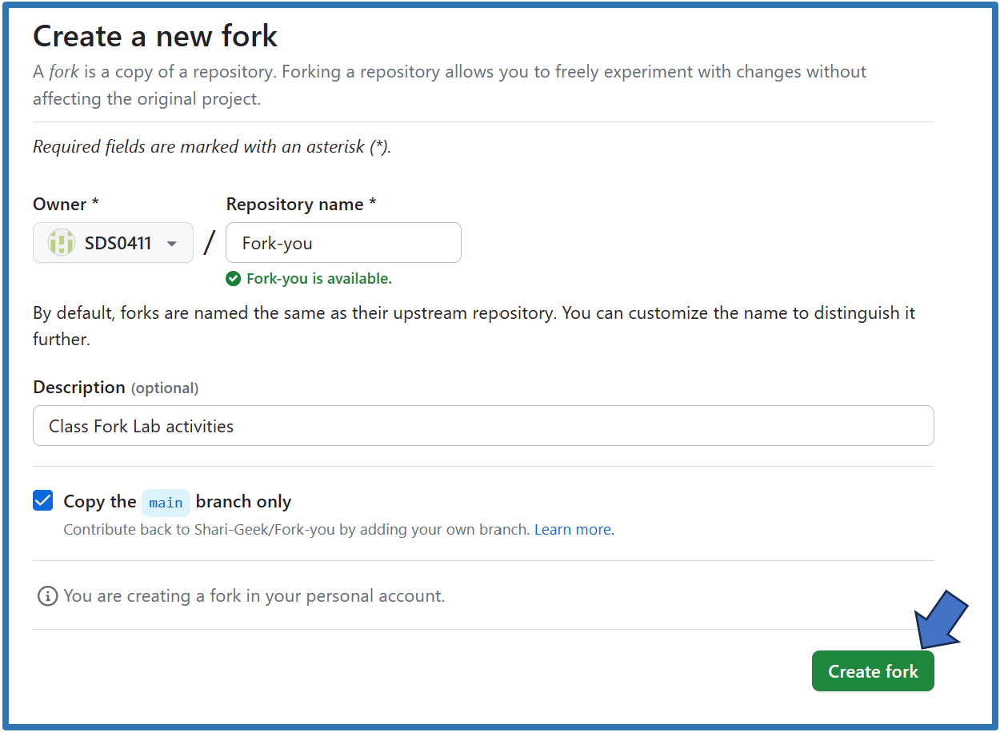 Create a new fork
A fork is a copy of a repository. Forking a repository allows you to freely experiment with changes without
affecting the original project.
Required fields are marked with an asterisk (*).
Owner *
Repository name *
SDS0411 / Fork-you
Fork-you is available.
By default, forks are named the same as their upstream repository. You can customize the name to distinguish it
further.
Description (optional)
Class Fork Lab activities
Copy the main branch only
Contribute back to Shari-Geek/Fork-you by adding your own branch. Learn more.
You are creating a fork in your personal account.
Create fork